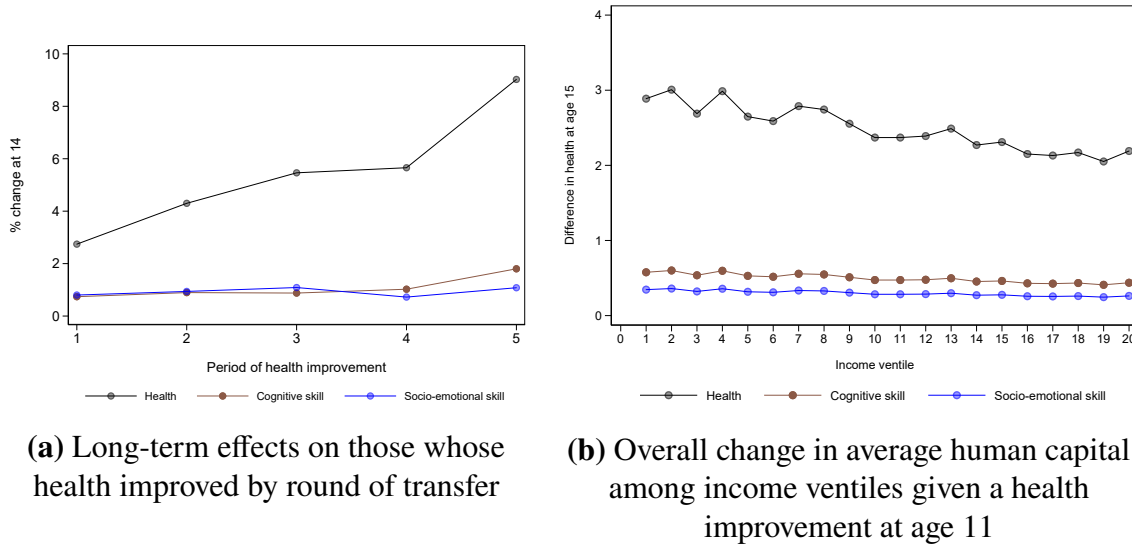 10
8
6
4
2
0
% change at 14
1 2 3 4 5
Period of health improvement
Health Cognitive skill Socio-emotional skill
(a) Long-term effects on those whose
health improved by round of transfer
4
3
2
1
0
Difference in health at age 15
0 1 2 3 4 5 6 7 8 9 10 11 12 13 14 15 16 17 18 19 20
Income ventile
Health Cognitive skill Socio-emotional skill
(b) Overall change in average human capital
among income ventiles given a health
improvement at age 11